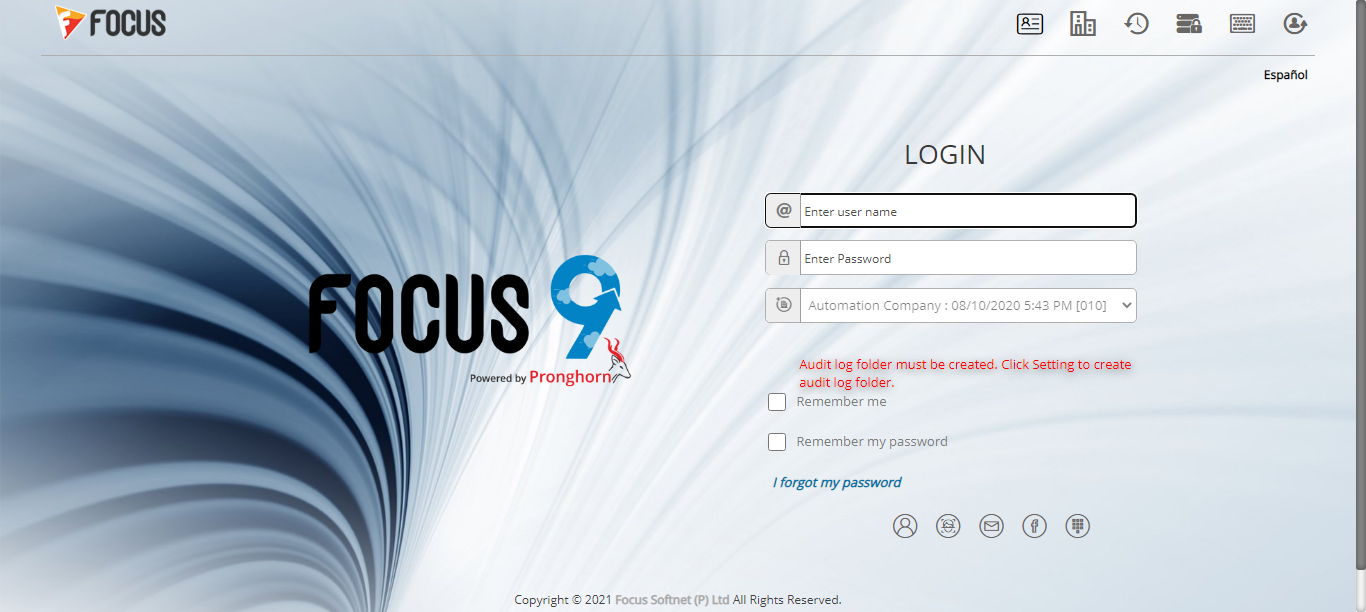 FOCUS
Español
LOGIN
@ Enter user name
Enter Password
Automation Company : 08/10/2020 5:43 PM [010]
FOCUS 9
Powered by Pronghorn
Audit log folder must be created. Click Setting to create
audit log folder.
Remember me
Remember my password
I forgot my password
Copyright © 2021 Focus Softnet (P) Ltd All Rights Reserved.